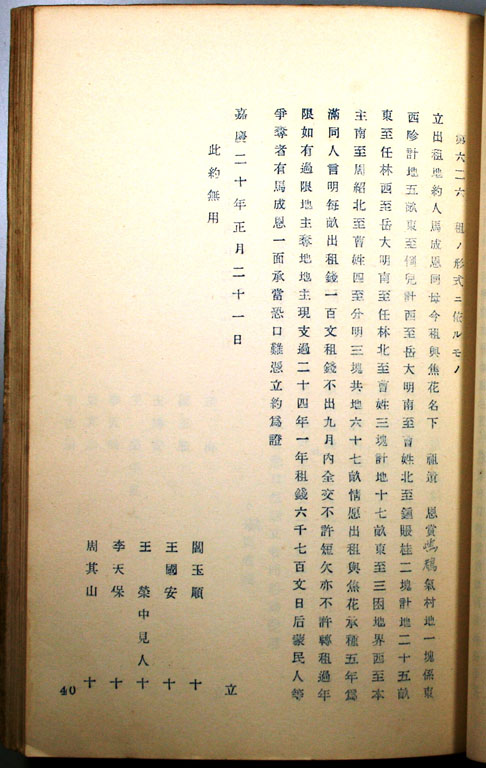 第六二六 租ノ形式ニ依ルモノ
立出租地約人馬成恩同母今租與焦花名下 祖遺 恩賞 氣村地一塊係東
西畛計地五畝東至 計西至岳大明南至曹姓北至鎖賬桂二塊計地二十五畝
東至任林西至岳大明南至任林北至曹姓三塊計地十七畝東至三困地界西至本
主南至周紹北至曹姓四至分明三塊共地六十七畝情愿出租與焦花承種五年爲
滿同人言明每畝出租錢一百文租錢不出九月內全交不許短欠亦不許轉租過年
限如有過限地主奪地地主現支過二十四年一年租錢六千七百文日后蒙民人等
爭奪者有馬成恩一面承當恐口難憑立約爲證
嘉慶二十年正月二十一日
此約無用
立
閻玉順 十
王國安 十
王 榮中見人 十
李天保 十
周其山 十
40